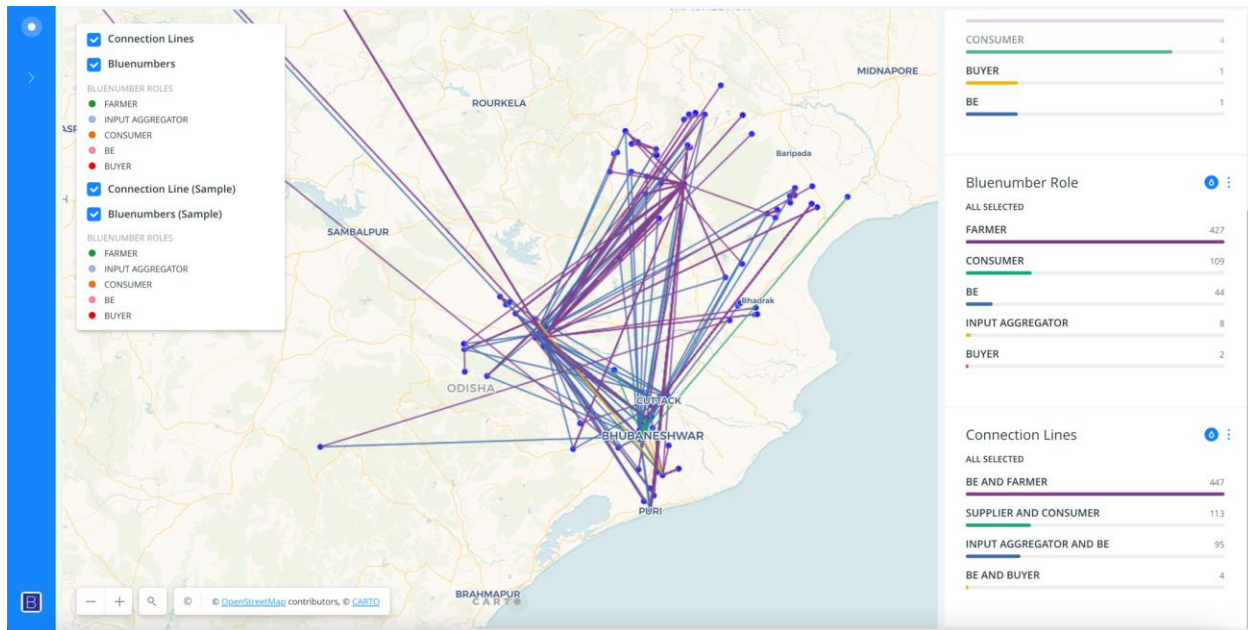 Connection Lines
Bluenumbers
BLUENUMBER ROLES
FARMER
INPUT AGGREGATOR
CONSUMER
BE
BUYER
Connection Line (Sample)
Bluenumbers (Sample)
BLUENUMBER ROLES
FARMER
INPUT AGGREGATOR
CONSUMER
BE
BUYER
MIDNAPORE
ROURKELA
Baripada
SAMBALPUR
Bhadrak
ODISHA
CUTTACK
BHUBANESHWAR
PURI
BRAHMAPUR
CARTO
© © OpenStreetMap contributors, © CARTO
B
CONSUMER 4
BUYER 1
BE 1
Bluenumber Role
ALL SELECTED
FARMER 427
CONSUMER 109
BE 44
INPUT AGGREGATOR 8
BUYER 2
Connection Lines
ALL SELECTED
BE AND FARMER 447
SUPPLIER AND CONSUMER 113
INPUT AGGREGATOR AND BE 95
BE AND BUYER 4